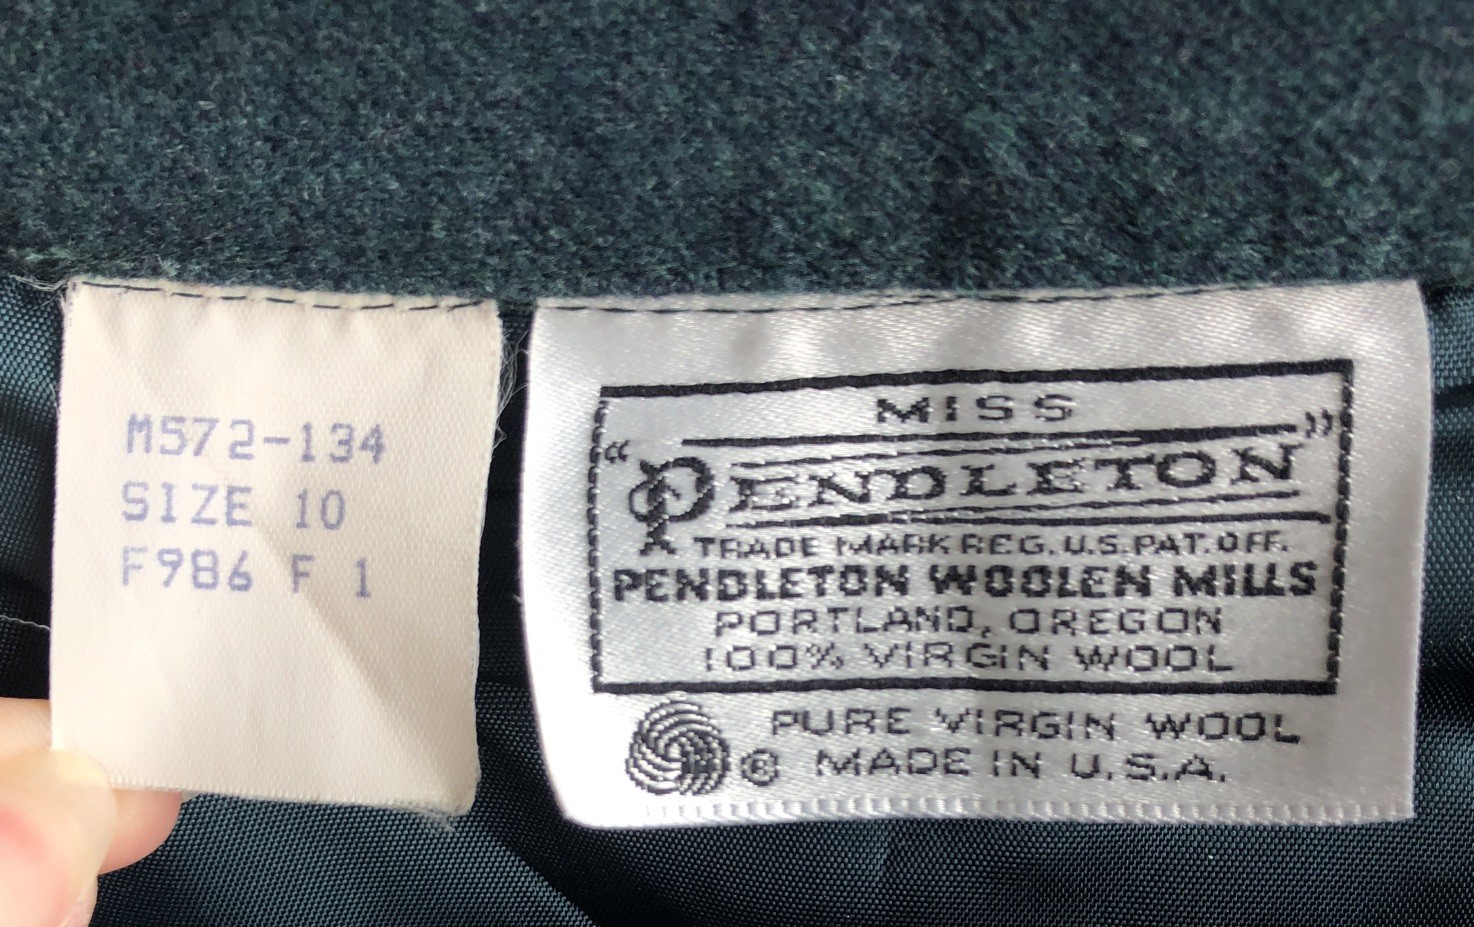 M572-134
SIZE 10
F986 F 1
MISS
"PENDLETON"
TRADE MARK REG. U.S. PAT. OFF.
PENDLETON WOOLEN MILLS
PORTLAND, OREGON
100% VIRGIN WOOL
PURE VIRGIN WOOL
® MADE IN U.S.A.